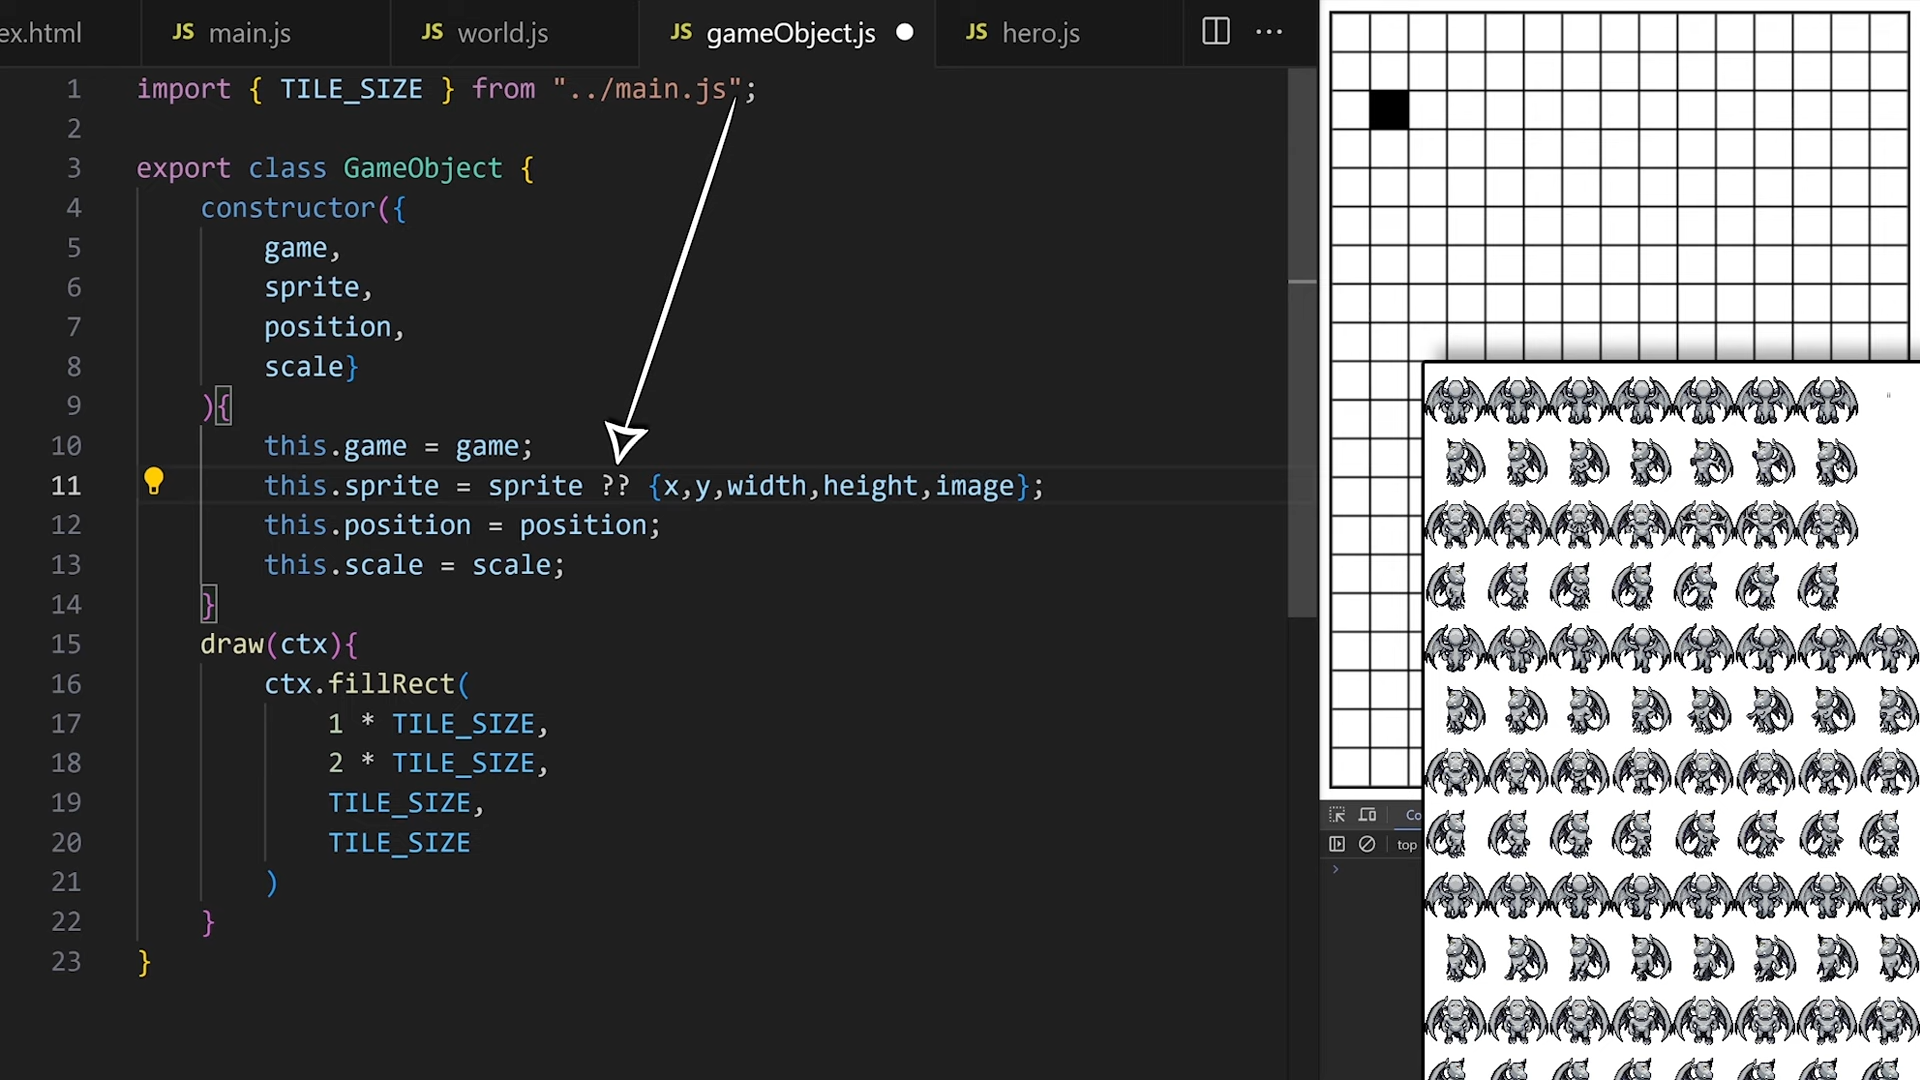 ex.html JS main.js JS world.js JS gameObject.js JS hero.js ...
1 import { TILE_SIZE } from "../main.js";
2
3 export class GameObject {
4 constructor({
5 game,
6 sprite,
7 position,
8 scale}
9 ){
10 this.game = game;
11 this.sprite = sprite ?? {x,y,width,height,image};
12 this.position = position;
13 this.scale = scale;
14 }
15 draw(ctx){
16 ctx.fillRect(
17 1 * TILE_SIZE,
18 2 * TILE_SIZE,
19 TILE_SIZE,
20 TILE_SIZE
21 )
22 }
23 }
Co
top